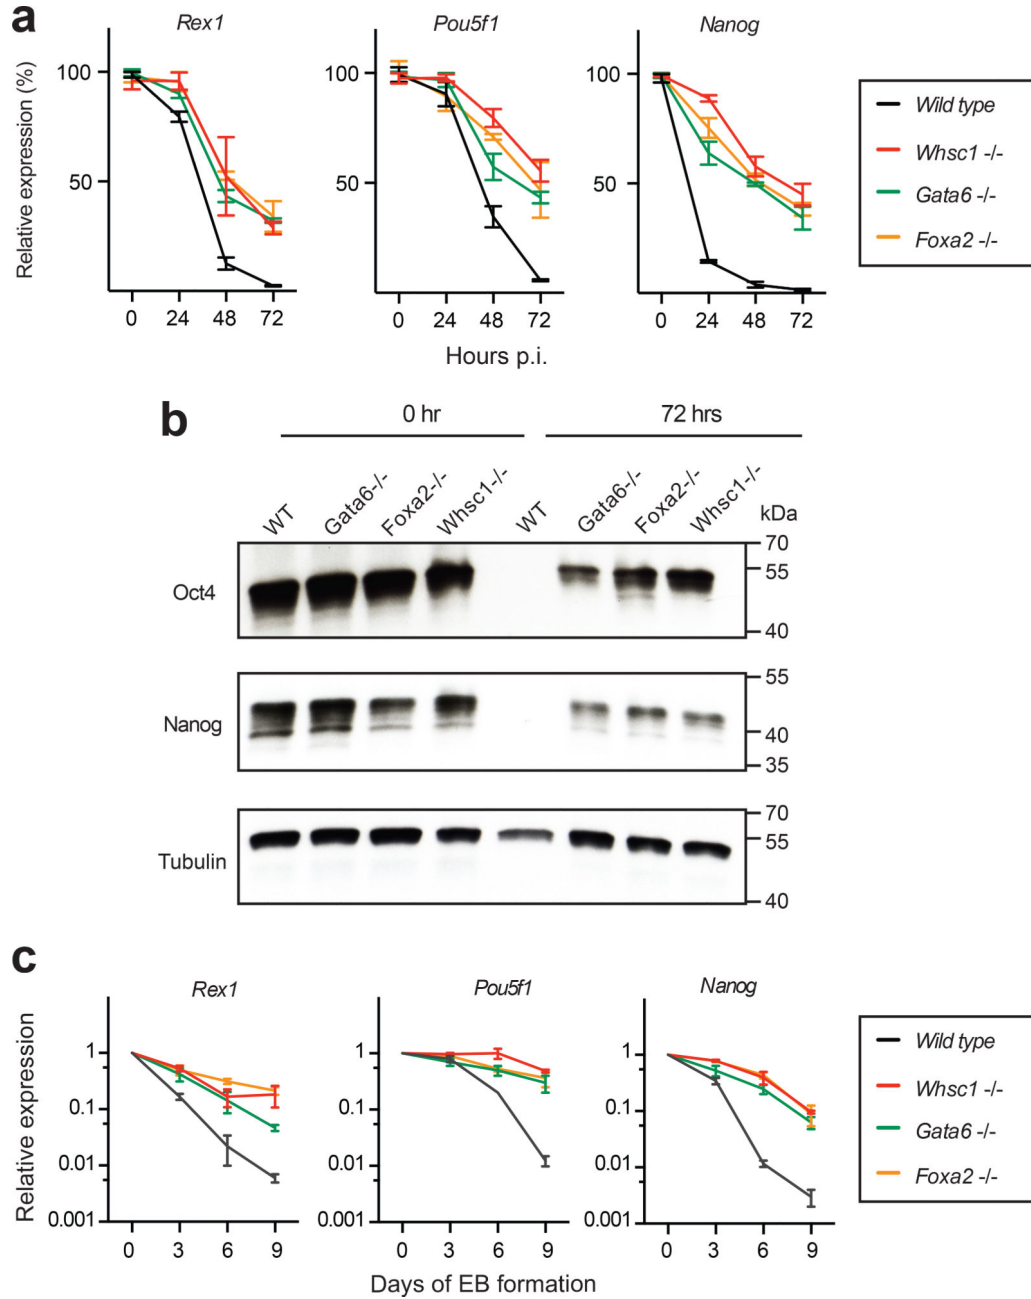 a
Rex1
Pou5f1
Nanog
Relative expression (%)
100
50
0 24 48 72
100
50
0 24 48 72
100
50
0 24 48 72
Hours p.i.
Wild type
Whsc1 -/-
Gata6 -/-
Foxa2 -/-
b
0 hr
72 hrs
WT Gata6-/- Foxa2-/- Whsc1-/- WT Gata6-/- Foxa2-/- Whsc1-/-
kDa
Oct4
70
55
40
Nanog
55
40
35
Tubulin
70
55
40
c
Rex1
Pou5f1
Nanog
Relative expression
1
0.1
0.01
0.001
0 3 6 9
1
0.1
0.01
0.001
0 3 6 9
1
0.1
0.01
0.001
0 3 6 9
Days of EB formation
Wild type
Whsc1 -/-
Gata6 -/-
Foxa2 -/-